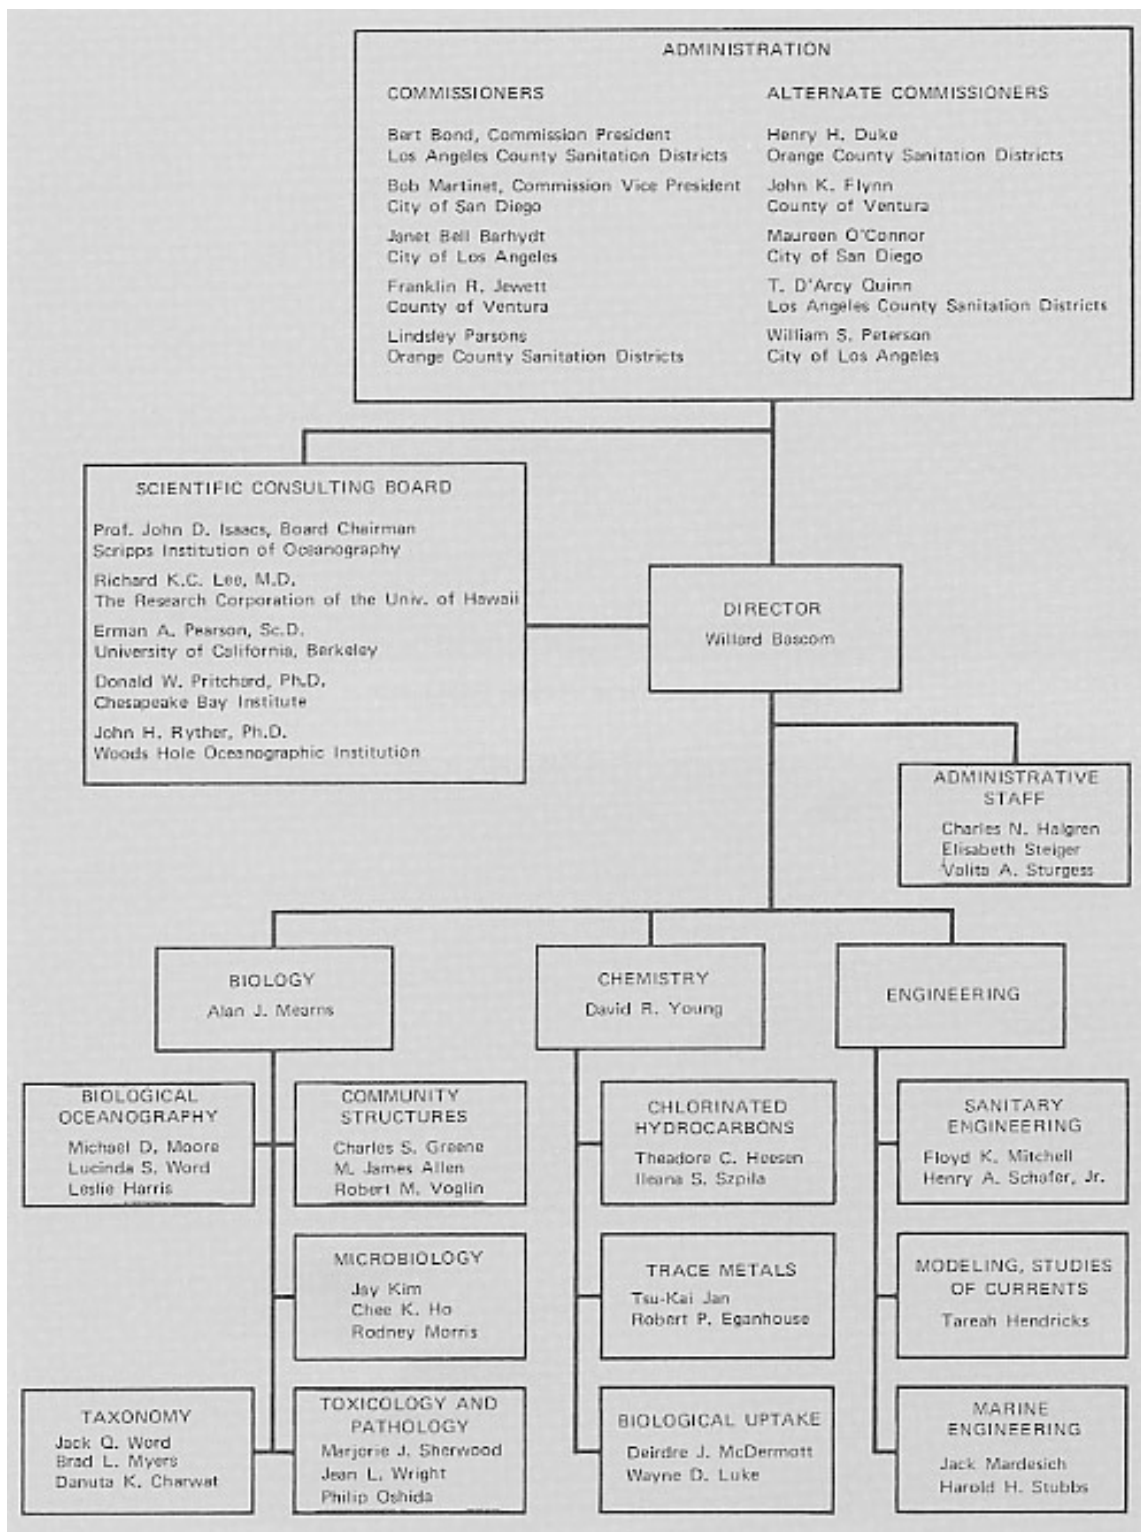 ADMINISTRATION
COMMISSIONERS
Bert Bond, Commission President
Los Angeles County Sanitation Districts
Bob Martinet, Commission Vice President
City of San Diego
Janet Bell Barhydt
City of Los Angeles
Franklin R. Jewett
County of Ventura
Lindsley Parsons
Orange County Sanitation Districts
ALTERNATE COMMISSIONERS
Henry H. Duke
Orange County Sanitation Districts
John K. Flynn
County of Ventura
Maureen O'Connor
City of San Diego
T. D'Arcy Quinn
Los Angeles County Sanitation Districts
William S. Peterson
City of Los Angeles
SCIENTIFIC CONSULTING BOARD
Prof. John D. Isaacs, Board Chairman
Scripps Institution of Oceanography
Richard K.C. Lee, M.D.
The Research Corporation of the Univ. of Hawaii
Erman A. Pearson, Sc.D.
University of California, Berkeley
Donald W. Pritchard, Ph.D.
Chesapeake Bay Institute
John H. Ryther, Ph.D.
Woods Hole Oceanographic Institution
DIRECTOR
Willard Bascom
ADMINISTRATIVE
STAFF
Charles N. Halgren
Elisabeth Steiger
Valita A. Sturgess
BIOLOGY
Alan J. Mearns
CHEMISTRY
David R. Young
ENGINEERING
BIOLOGICAL
OCEANOGRAPHY
Michael D. Moore
Lucinda S. Word
Leslie Harris
COMMUNITY
STRUCTURES
Charles S. Greene
M. James Allen
Robert M. Voglin
CHLORINATED
HYDROCARBONS
Theadore C. Heesen
Ileana S. Szpila
SANITARY
ENGINEERING
Floyd K. Mitchell
Henry A. Schafer, Jr.
MICROBIOLOGY
Jay Kim
Chee K. Ho
Rodney Morris
TRACE METALS
Tsu-Kai Jan
Robert P. Eganhouse
MODELING, STUDIES
OF CURRENTS
Tareah Hendricks
TAXONOMY
Jack Q. Word
Brad L. Myers
Danuta K. Charwat
TOXICOLOGY AND
PATHOLOGY
Marjorie J. Sherwood
Jean L. Wright
Philip Oshida
BIOLOGICAL UPTAKE
Deirdre J. McDermott
Wayne D. Luke
MARINE
ENGINEERING
Jack Mardesich
Harold H. Stubbs